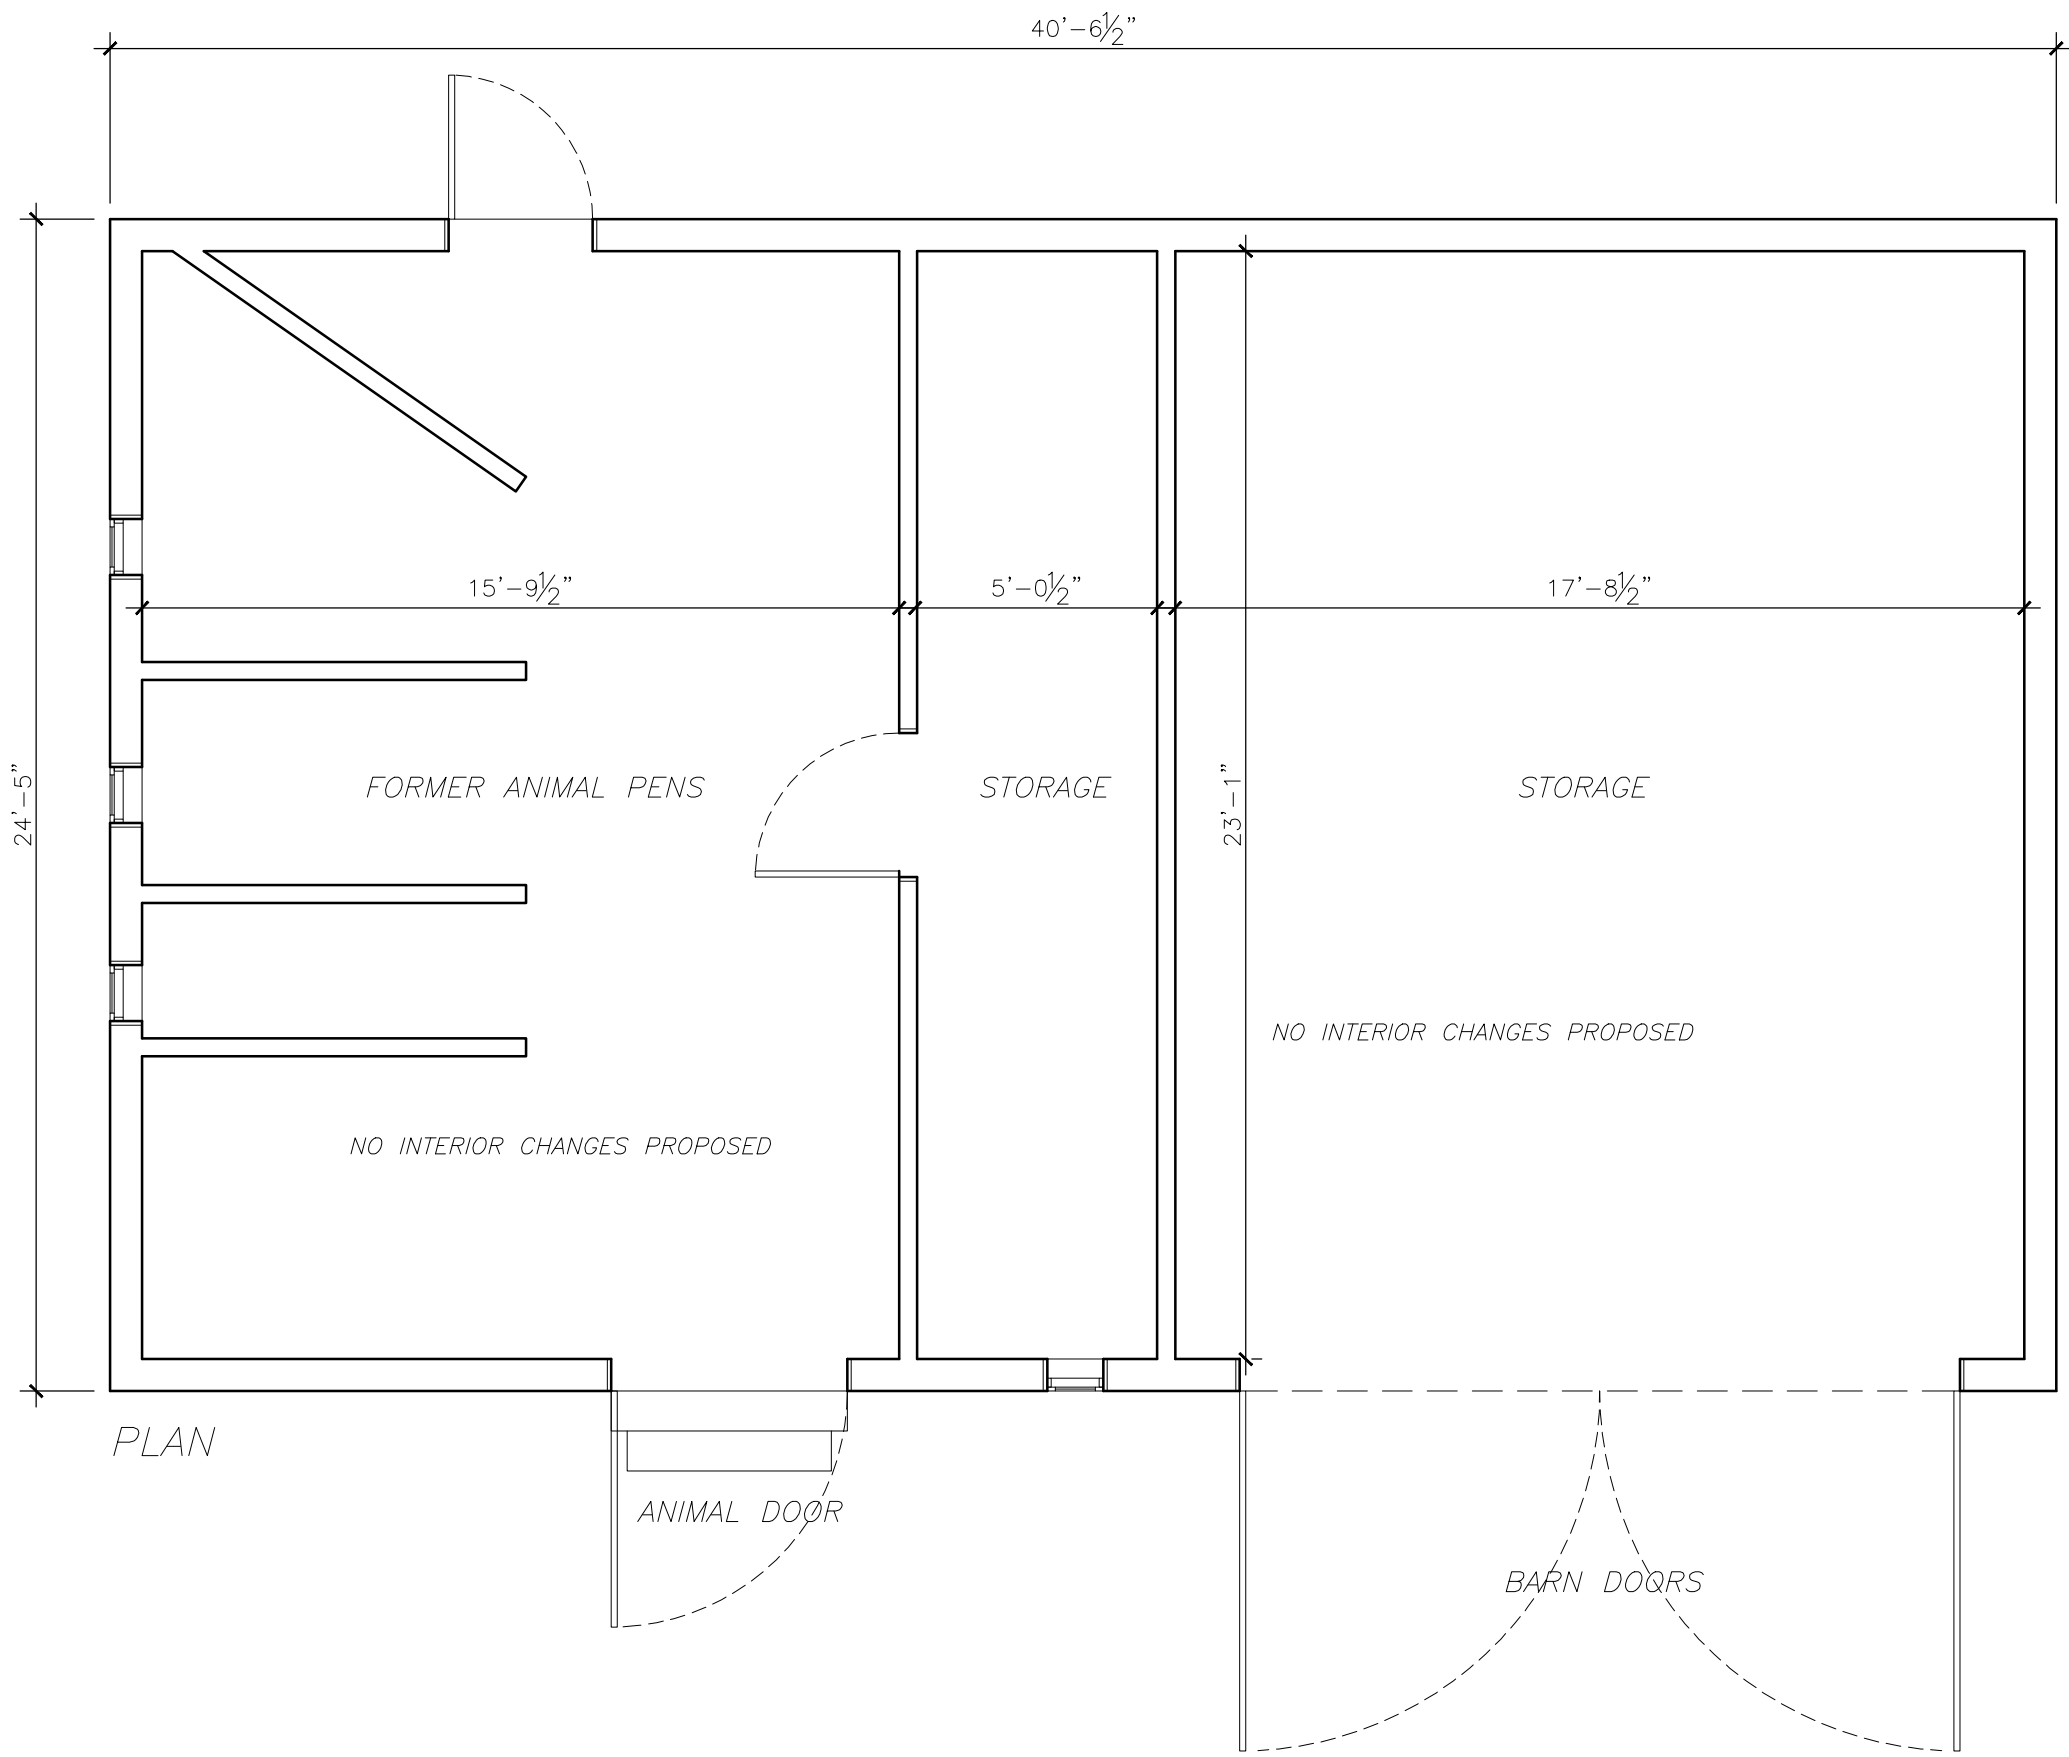 40'-6½"
15'-9½"
5'-0½"
17'-8½"
24'-5"
FORMER ANIMAL PENS
STORAGE
23'-1"
STORAGE
NO INTERIOR CHANGES PROPOSED
NO INTERIOR CHANGES PROPOSED
PLAN
ANIMAL DOOR
BARN DOORS